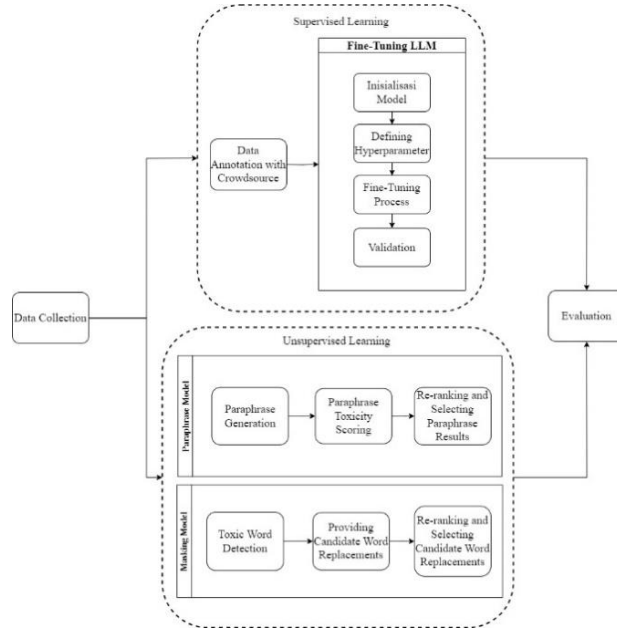 Supervised Learning
Fine-Tuning LLM
Inisialisasi
Model
Defining
Hyperparameter
Fine-Tuning
Process
Validation
Data
Annotation with
Crowdsource
Data Collection
Evaluation
Unsupervised Learning
Paraphrase Model
Paraphrase
Generation
Paraphrase
Toxicity
Scoring
Re-ranking and
Selecting
Paraphrase
Results
Masking Model
Toxic Word
Detection
Providing
Candidate Word
Replacements
Re-ranking and
Selecting
Candidate Word
Replacements